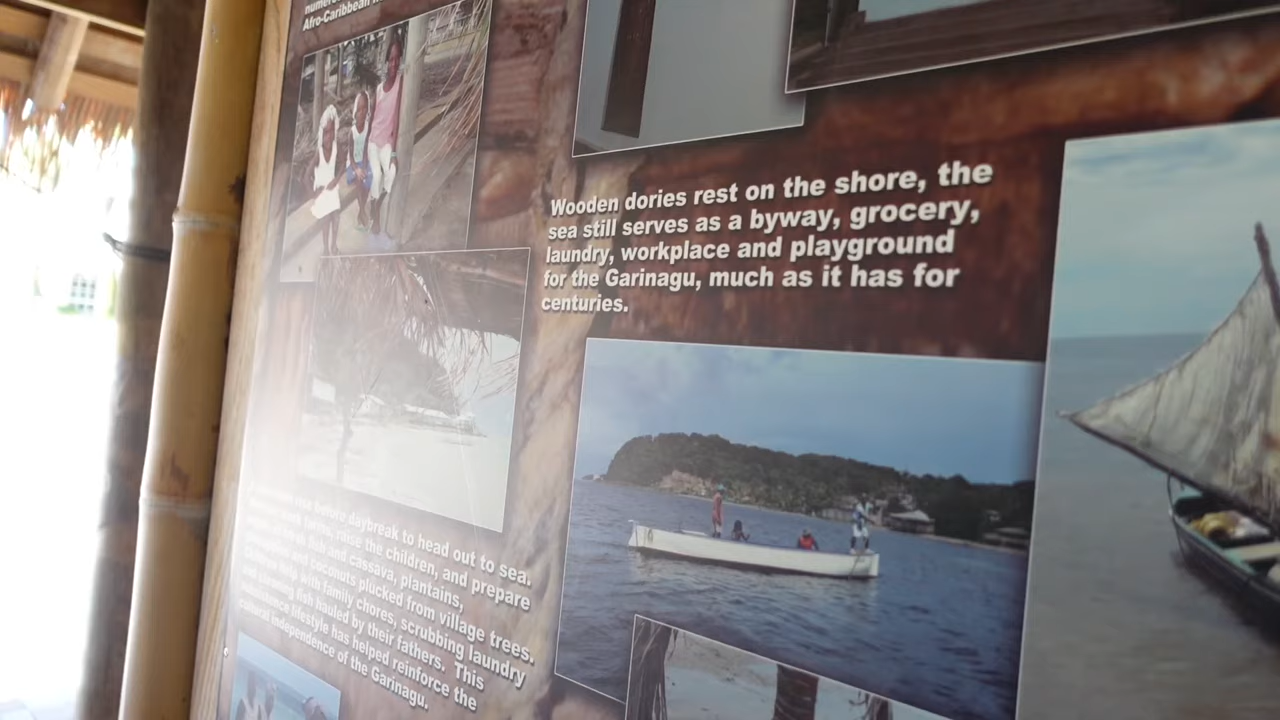 Afro-Caribbean
Wooden dories rest on the shore, the
sea still serves as a byway, grocery,
laundry, workplace and playground
for the Garinagu, much as it has for
centuries.
rise before daybreak to head out to sea.
raise the children, and prepare
fish and cassava, plantains,
and coconuts plucked from village trees.
help with family chores, scrubbing laundry
and cleaning fish hauled by their fathers. This
subsistence lifestyle has helped reinforce the
cultural independence of the Garinagu.